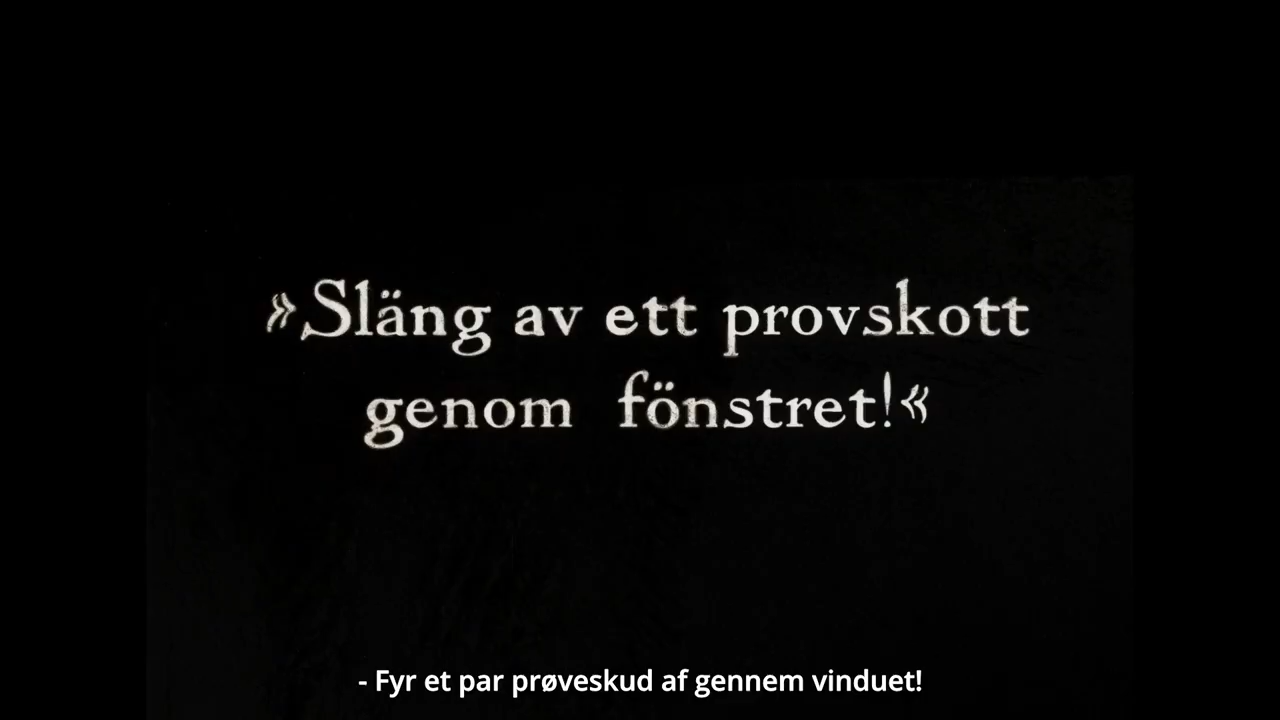 »Släng av ett provskott
genom fönstret!«
- Fyr et par prøveskud af gennem vinduet!